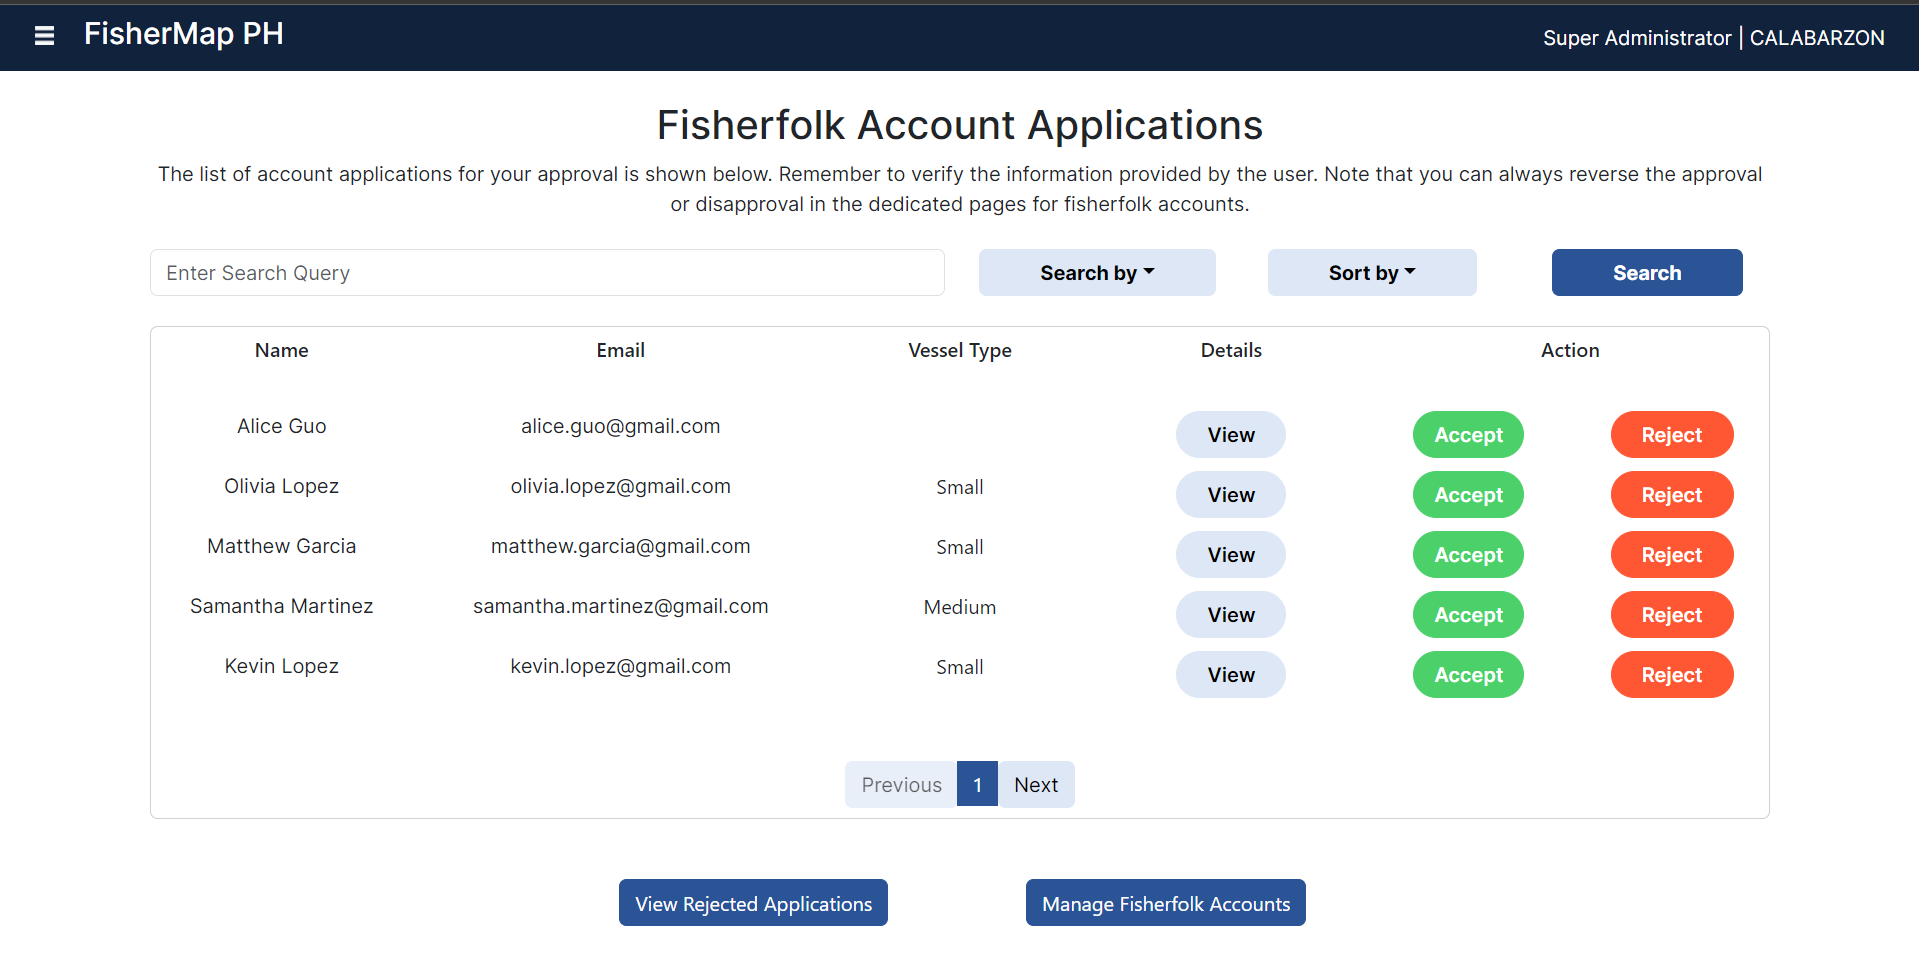 FisherMap PH
Super Administrator | CALABARZON
Fisherfolk Account Applications
The list of account applications for your approval is shown below. Remember to verify the information provided by the user. Note that you can always reverse the approval
or disapproval in the dedicated pages for fisherfolk accounts.
Enter Search Query
Search by
Sort by
Search
Name Email Vessel Type Details Action
Alice Guo alice.guo@gmail.com View Accept Reject
Olivia Lopez olivia.lopez@gmail.com Small View Accept Reject
Matthew Garcia matthew.garcia@gmail.com Small View Accept Reject
Samantha Martinez samantha.martinez@gmail.com Medium View Accept Reject
Kevin Lopez kevin.lopez@gmail.com Small View Accept Reject
Previous 1 Next
View Rejected Applications
Manage Fisherfolk Accounts